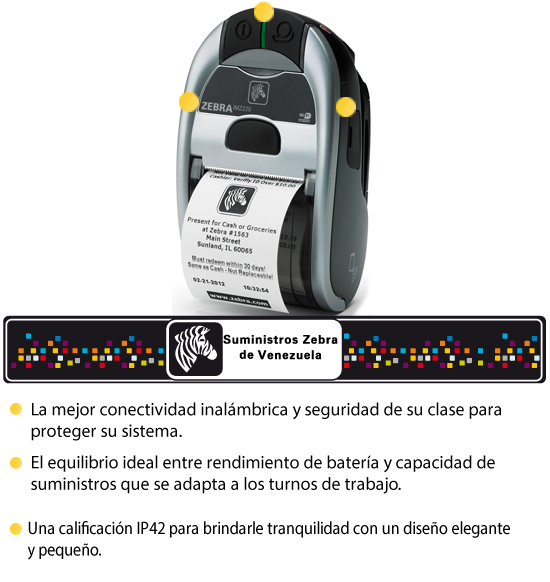 ZEBRA iMZ220
Wi Fi
Cashier: Verify ID Over $10.00
Present for Cash or Groceries
at Zebra #1563
Main Street
Sunland, IL 60065
Must redeem within 30 days!
Same as Cash - Not Replaceable!
02-21-2012 10:32:54
www.zebra.com
Suministros Zebra
de Venezuela
La mejor conectividad inalámbrica y seguridad de su clase para
proteger su sistema.
El equilibrio ideal entre rendimiento de batería y capacidad de
suministros que se adapta a los turnos de trabajo.
Una calificación IP42 para brindarle tranquilidad con un diseño elegante
y pequeño.